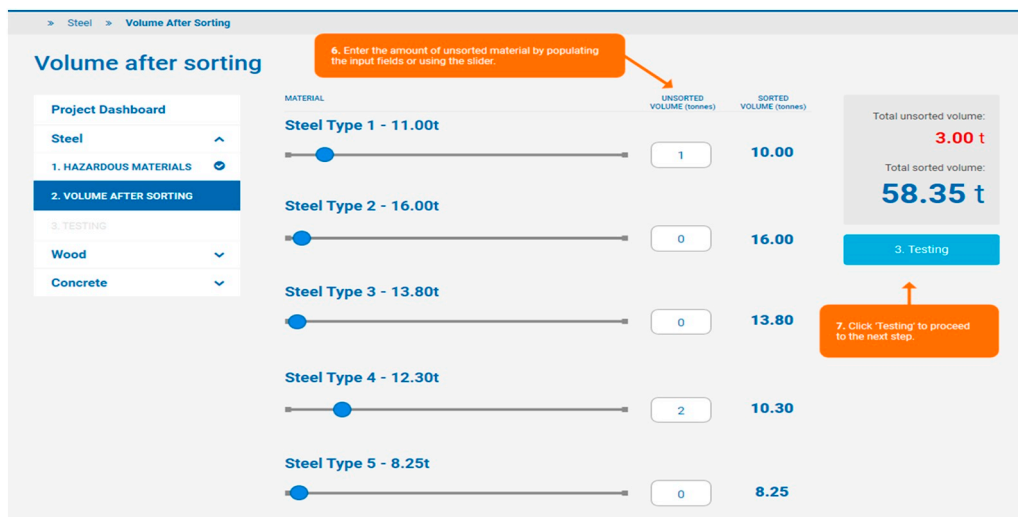 » Steel » Volume After Sorting
Volume after sorting
6. Enter the amount of unsorted material by populating
the input fields or using the slider.
Project Dashboard
Steel
1. HAZARDOUS MATERIALS
2. VOLUME AFTER SORTING
3. TESTING
Wood
Concrete
MATERIAL
UNSORTED
VOLUME (tonnes)
SORTED
VOLUME (tonnes)
Steel Type 1 - 11.00t
1
10.00
Steel Type 2 - 16.00t
0
16.00
Steel Type 3 - 13.80t
0
13.80
Steel Type 4 - 12.30t
2
10.30
Steel Type 5 - 8.25t
0
8.25
Total unsorted volume:
3.00 t
Total sorted volume:
58.35 t
3. Testing
7. Click 'Testing' to proceed
to the next step.